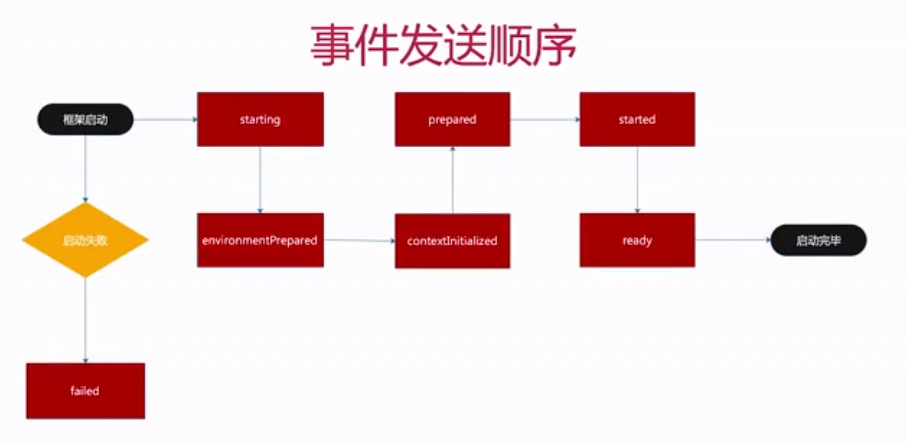 事件发送顺序
框架启动
starting
prepared
started
启动失败
environmentPrepared
contextInitialized
ready
启动完毕
failed